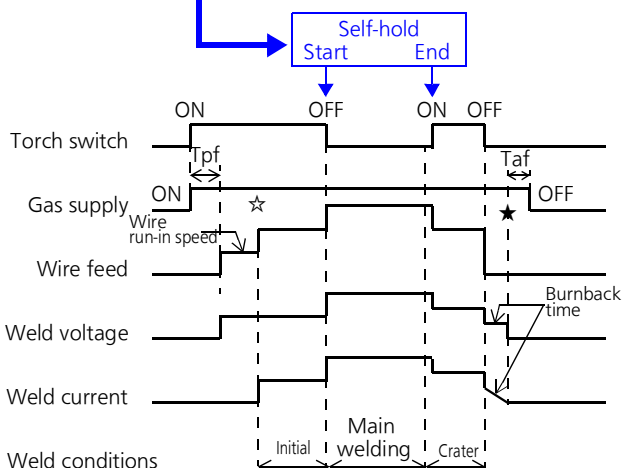 Self-hold
Start End
ON OFF ON OFF
Torch switch
Tpf Taf
ON OFF
Gas supply ☆ ★
Wire
run-in speed
Wire feed
Burnback
time
Weld voltage
Weld current
Main
Initial welding Crater
Weld conditions